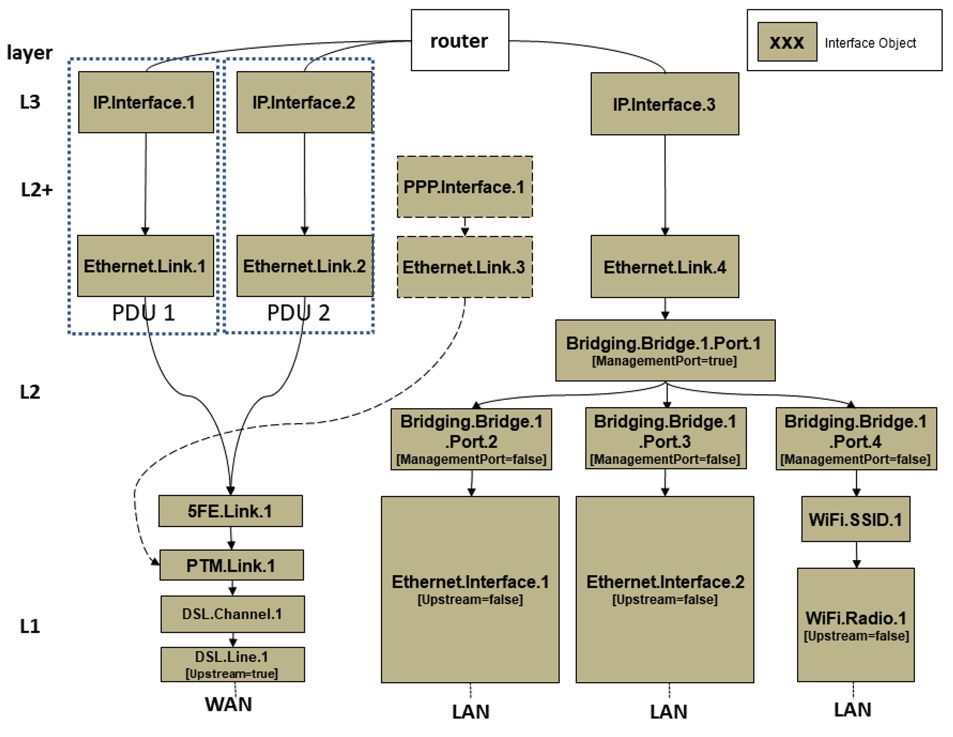 router
xxx
Interface Object
layer
L3
IP.Interface.1
IP.Interface.2
IP.Interface.3
L2+
PPP.Interface.1
Ethernet.Link.1
Ethernet.Link.2
Ethernet.Link.3
Ethernet.Link.4
PDU 1
PDU 2
Bridging.Bridge.1.Port.1
[ManagementPort=true]
L2
Bridging.Bridge.1
.Port.2
[ManagementPort=false]
Bridging.Bridge.1
.Port.3
[ManagementPort=false]
Bridging.Bridge.1
.Port.4
[ManagementPort=false]
5FE.Link.1
WiFi.SSID.1
PTM.Link.1
Ethernet.Interface.1
[Upstream=false]
Ethernet.Interface.2
[Upstream=false]
L1
DSL.Channel.1
WiFi.Radio.1
[Upstream=false]
DSL.Line.1
[Upstream=true]
WAN
LAN
LAN
LAN